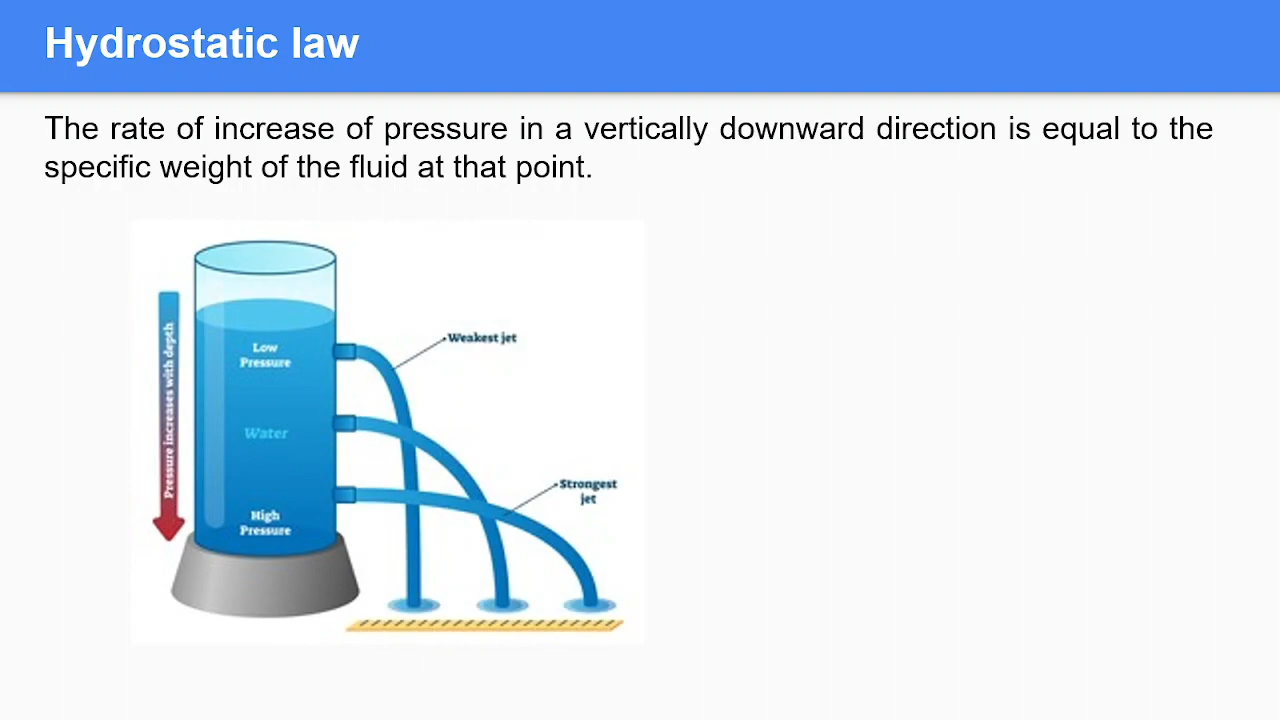 Hydrostatic law
The rate of increase of pressure in a vertically downward direction is equal to the
specific weight of the fluid at that point.
Pressure increases with depth
Low
Pressure
Water
High
Pressure
Weakest jet
Strongest
jet